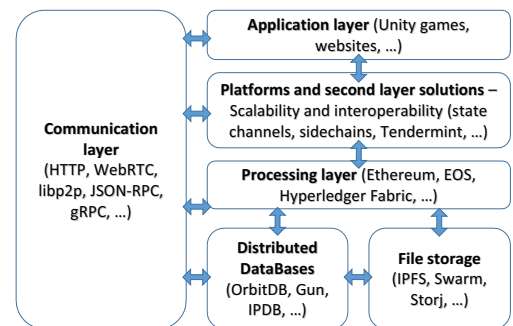 Communication
layer
(HTTP, WebRTC,
libp2p, JSON-RPC,
gRPC, …)
Application layer (Unity games,
websites, …)
Platforms and second layer solutions –
Scalability and interoperability (state
channels, sidechains, Tendermint, …)
Processing layer (Ethereum, EOS,
Hyperledger Fabric, …)
Distributed
DataBases
(OrbitDB, Gun,
IPDB, …)
File storage
(IPFS, Swarm,
Storj, …)